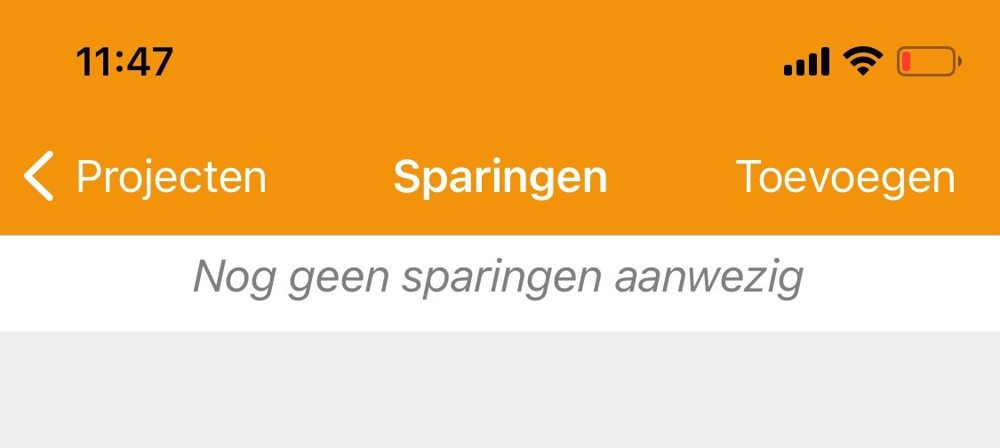 11:47
Projecten Sparingen Toevoegen
Nog geen sparingen aanwezig